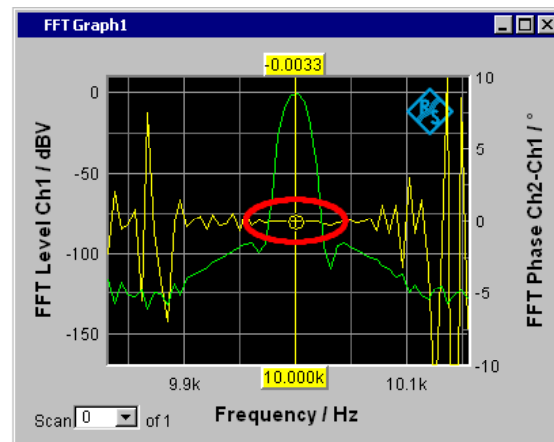 FFT Graph1
-0.0033
FFT Level Ch1 / dBV
0
-50
-100
-150
10
5
0
-5
-10
FFT Phase Ch2-Ch1 / °
R&S
9.9k
10.000k
10.1k
Scan 0 of 1
Frequency / Hz